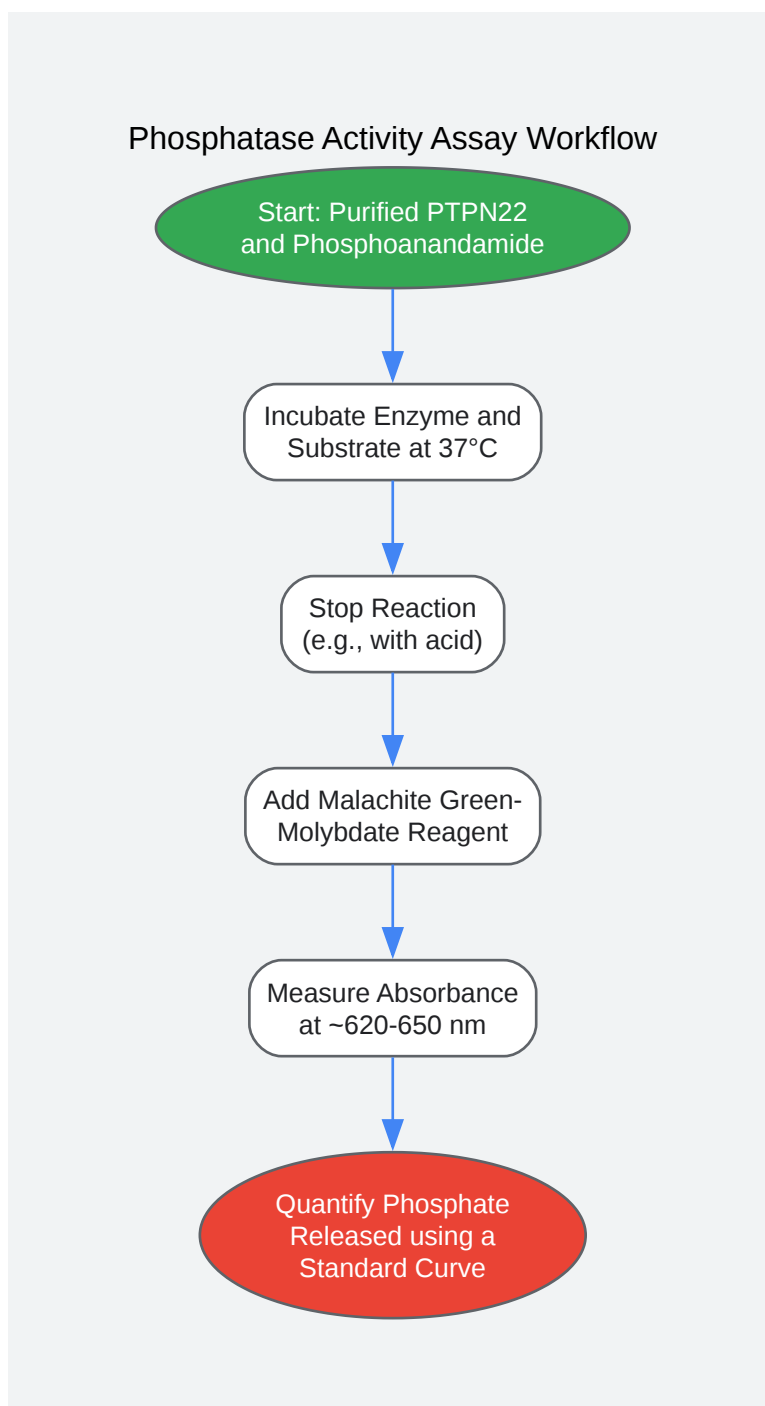 Phosphatase Activity Assay Workflow
Start: Purified PTPN22
and Phosphoanandamide
Incubate Enzyme and
Substrate at 37°C
Stop Reaction
(e.g., with acid)
Add Malachite Green-
Molybdate Reagent
Measure Absorbance
at ~620-650 nm
Quantify Phosphate
Released using a
Standard Curve